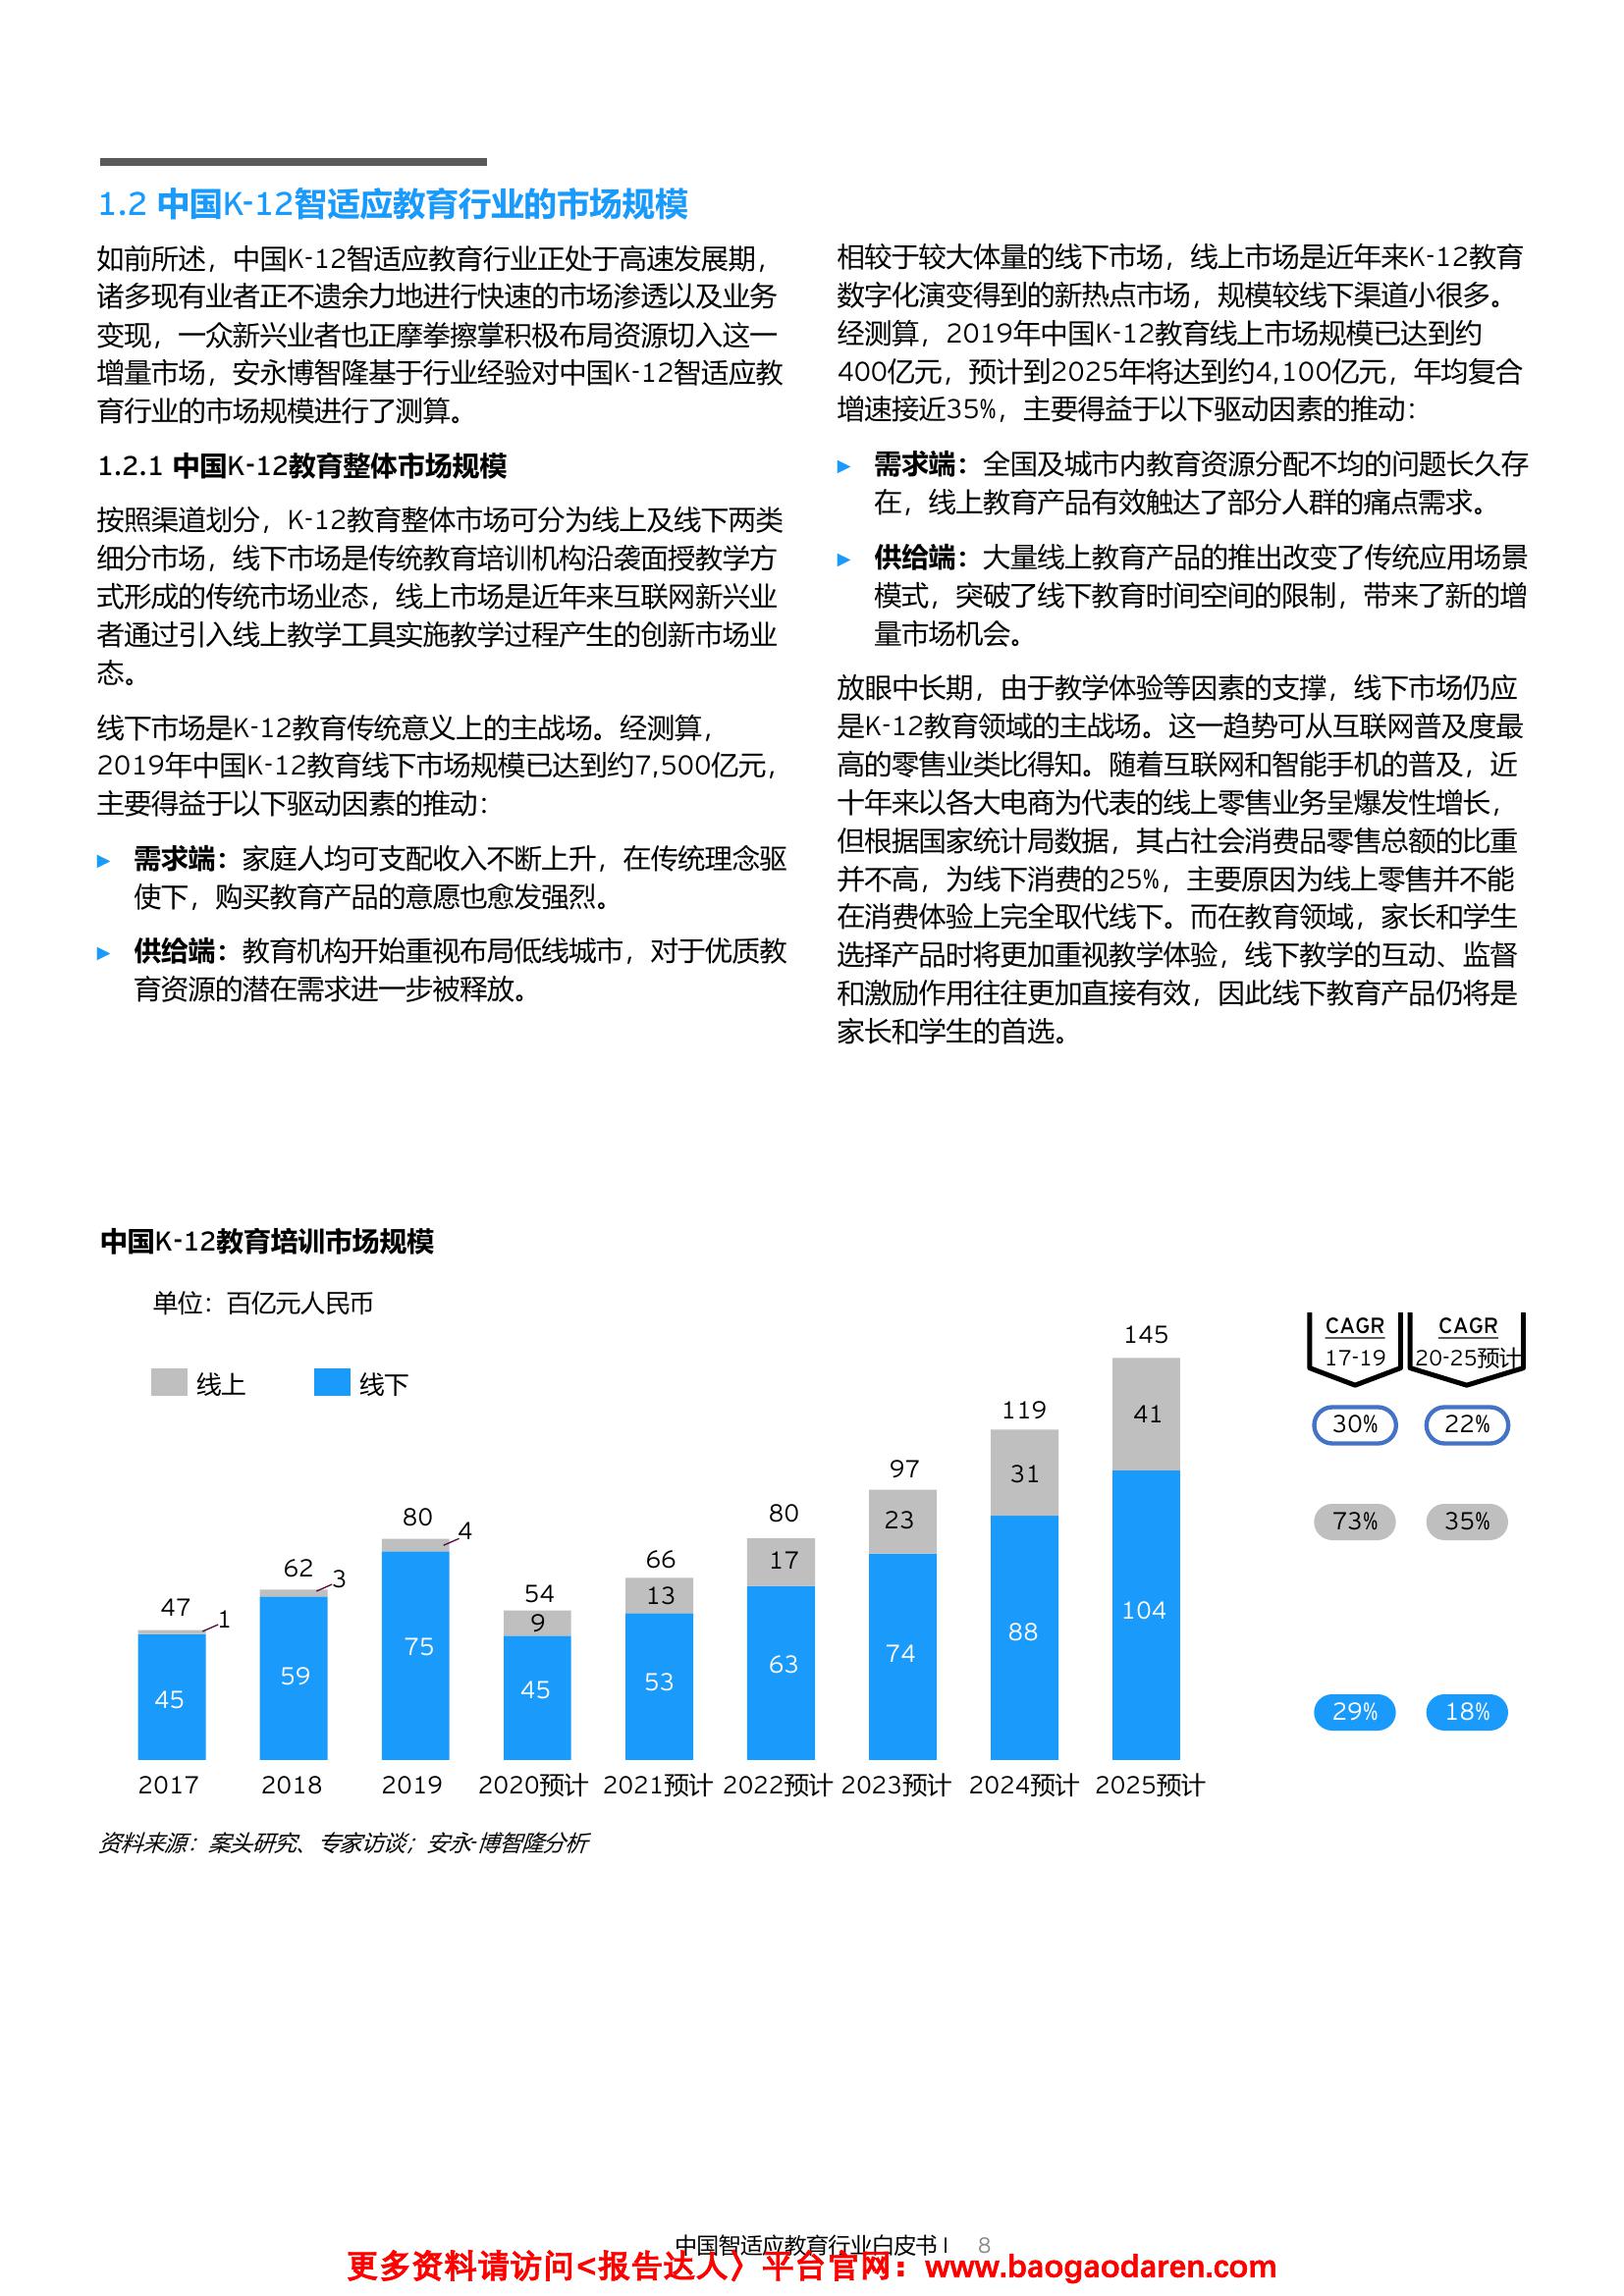 1.2 中国K-12智适应教育行业的市场规模
如前所述，中国K-12智适应教育行业正处于高速发展期，
诸多现有业者正不遗余力地进行快速的市场渗透以及业务
变现，一众新兴业者也正摩拳擦掌积极布局资源切入这一
增量市场，安永博智隆基于行业经验对中国K-12智适应教
育行业的市场规模进行了测算。
1.2.1 中国K-12教育整体市场规模
按照渠道划分，K-12教育整体市场可分为线上及线下两类
细分市场，线下市场是传统教育培训机构沿袭面授教学方
式形成的传统市场业态，线上市场是近年来互联网新兴业
者通过引入线上教学工具实施教学过程产生的创新市场业
态。
线下市场是K-12教育传统意义上的主战场。经测算，
2019年中国K-12教育线下市场规模已达到约7,500亿元，
主要得益于以下驱动因素的推动：
► 需求端：家庭人均可支配收入不断上升，在传统理念驱
使下，购买教育产品的意愿也愈发强烈。
► 供给端：教育机构开始重视布局低线城市，对于优质教
育资源的潜在需求进一步被释放。
相较于较大体量的线下市场，线上市场是近年来K-12教育
数字化演变得到的新热点市场，规模较线下渠道小很多。
经测算，2019年中国K-12教育线上市场规模已达到约
400亿元，预计到2025年将达到约4,100亿元，年均复合
增速接近35%，主要得益于以下驱动因素的推动：
► 需求端：全国及城市内教育资源分配不均的问题长久存
在，线上教育产品有效触达了部分人群的痛点需求。
► 供给端：大量线上教育产品的推出改变了传统应用场景
模式，突破了线下教育时间空间的限制，带来了新的增
量市场机会。
放眼中长期，由于教学体验等因素的支撑，线下市场仍应
是K-12教育领域的主战场。这一趋势可从互联网普及度最
高的零售业类比得知。随着互联网和智能手机的普及，近
十年来以各大电商为代表的线上零售业务呈爆发性增长，
但根据国家统计局数据，其占社会消费品零售总额的比重
并不高，为线下消费的25%，主要原因为线上零售并不能
在消费体验上完全取代线下。而在教育领域，家长和学生
选择产品时将更加重视教学体验，线下教学的互动、监督
和激励作用往往更加直接有效，因此线下教育产品仍将是
家长和学生的首选。
中国K-12教育培训市场规模
单位：百亿元人民币
线上 线下
47 1
45
62 3
59
80 4
75
54
9
45
66
13
53
80
17
63
97
23
74
119
31
88
145
41
104
2017 2018 2019 2020预计 2021预计 2022预计 2023预计 2024预计 2025预计
CAGR CAGR
17-19 20-25预计
30% 22%
73% 35%
29% 18%
资料来源：案头研究、专家访谈；安永-博智隆分析
中国智适应教育行业白皮书 I 8
更多资料请访问<报告达人〉平台官网：www.baogaodaren.com